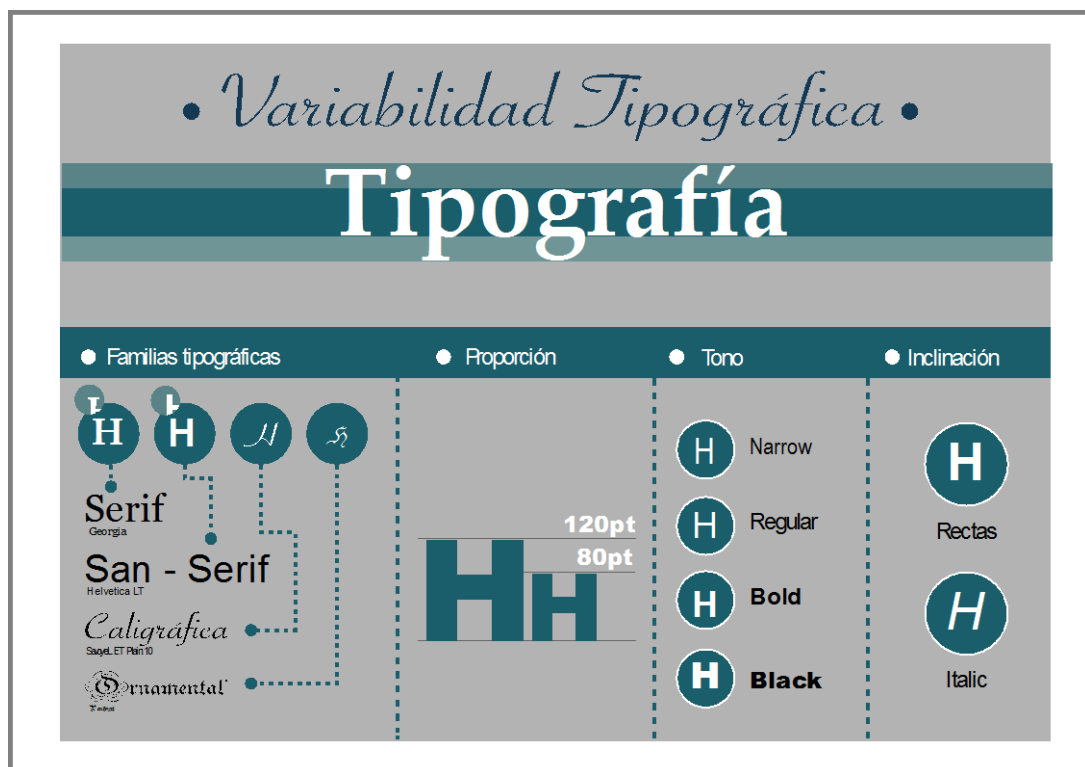 • Variabilidad Tipográfica •
Tipografía
Familias tipográficas
Proporción
Tono
Inclinación
H
H
H
H
Serif
Georgia
San - Serif
Helvetica LT
Caligráfica
Ornamental
120pt
80pt
H H
H Narrow
H Regular
H Bold
H Black
H
Rectas
H
Italic